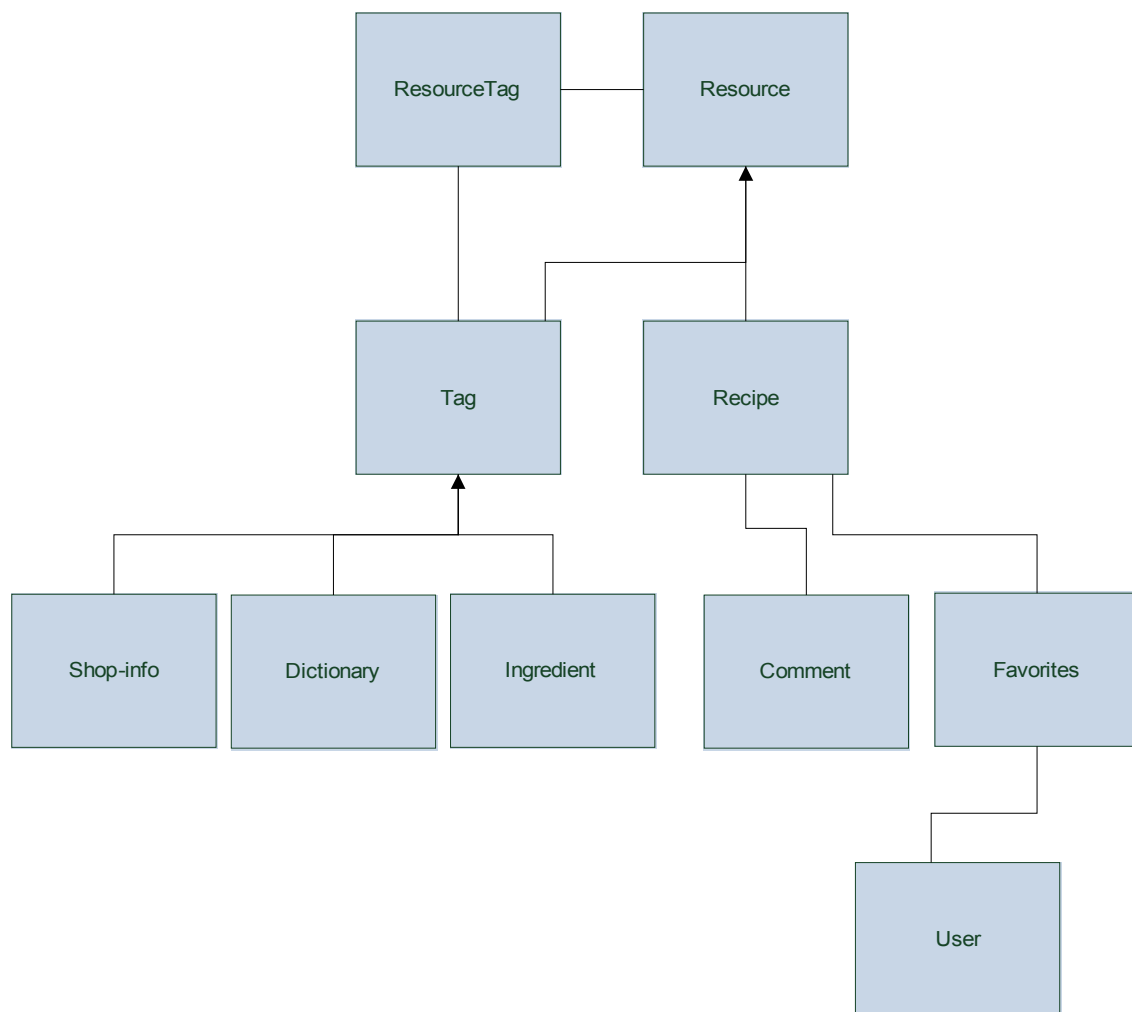 ResourceTag
Resource
Tag
Recipe
Shop-info
Dictionary
Ingredient
Comment
Favorites
User